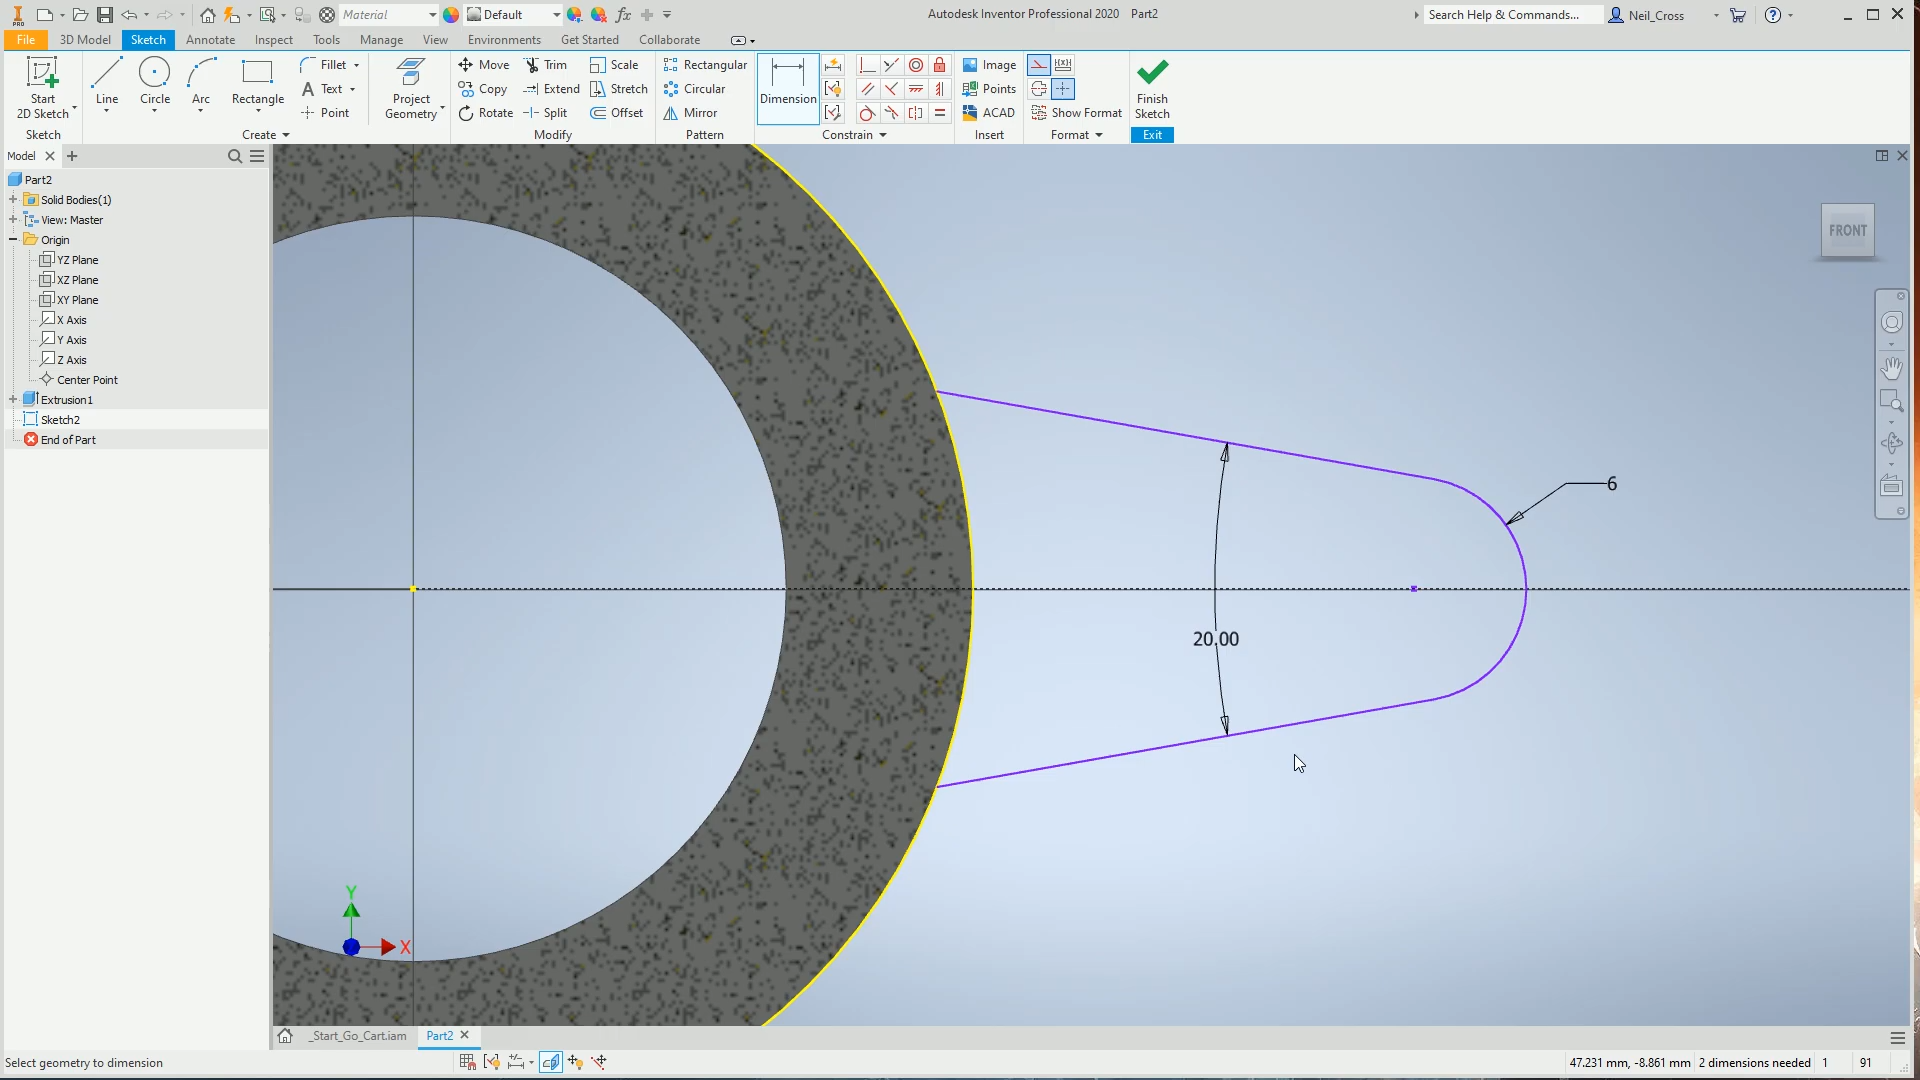 PRO Material Default fx Autodesk Inventor Professional 2020 Part2 Search Help & Commands... Neil_Cross
File 3D Model Sketch Annotate Inspect Tools Manage View Environments Get Started Collaborate
Start 2D Sketch
Line
Circle
Arc
Rectangle
Fillet
Text
Point
Project Geometry
Move
Copy
Rotate
Trim
Extend
Split
Scale
Stretch
Offset
Rectangular
Circular
Mirror
Dimension
Image
Points
ACAD
Show Format
Finish Sketch
Sketch Create Modify Pattern Constrain Insert Format Exit
Model
Part2
Solid Bodies(1)
View: Master
Origin
YZ Plane
XZ Plane
XY Plane
X Axis
Y Axis
Z Axis
Center Point
Extrusion1
Sketch2
End of Part
FRONT
6
20.00
Y
X
_Start_Go_Cart.iam Part2
Select geometry to dimension 47.231 mm, -8.861 mm 2 dimensions needed 1 91